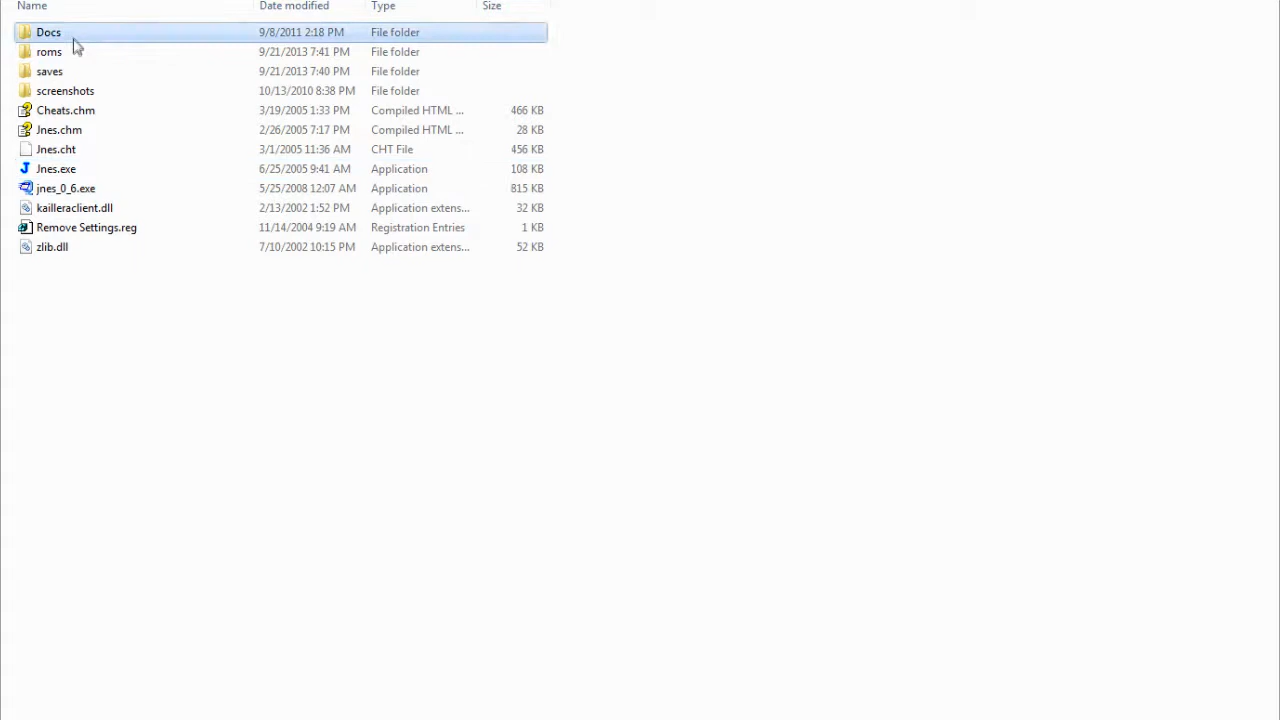 Name Date modified Type Size
Docs 9/8/2011 2:18 PM File folder
roms 9/21/2013 7:41 PM File folder
saves 9/21/2013 7:40 PM File folder
screenshots 10/13/2010 8:38 PM File folder
Cheats.chm 3/19/2005 1:33 PM Compiled HTML ... 466 KB
Jnes.chm 2/26/2005 7:17 PM Compiled HTML ... 28 KB
Jnes.cht 3/1/2005 11:36 AM CHT File 456 KB
Jnes.exe 6/25/2005 9:41 AM Application 108 KB
jnes_0_6.exe 5/25/2008 12:07 AM Application 815 KB
kailleraclient.dll 2/13/2002 1:52 PM Application extens... 32 KB
Remove Settings.reg 11/14/2004 9:19 AM Registration Entries 1 KB
zlib.dll 7/10/2002 10:15 PM Application extens... 52 KB